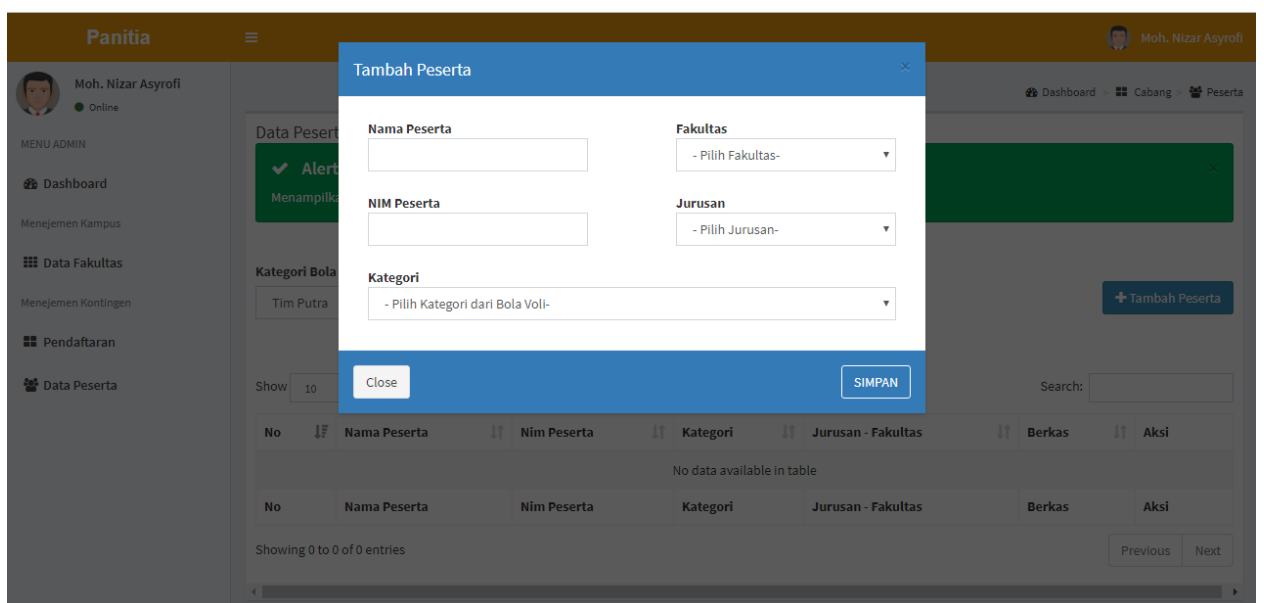 Panitia
Moh. Nizar Asyrofi
Moh. Nizar Asyrofi
Online
Dashboard > Cabang > Peserta
MENU ADMIN
Dashboard
Menejemen Kampus
Data Fakultas
Menejemen Kontingen
Pendaftaran
Data Peserta
Tambah Peserta ×
Nama Peserta Fakultas
- Pilih Fakultas-
NIM Peserta Jurusan
- Pilih Jurusan-
Kategori
- Pilih Kategori dari Bola Voli-
Close SIMPAN
Data Pesert
Alert
×
Menampilka
Kategori Bola
Tim Putra
Tambah Peserta
Show 10 Search:
No Nama Peserta Nim Peserta Kategori Jurusan - Fakultas Berkas Aksi
No data available in table
No Nama Peserta Nim Peserta Kategori Jurusan - Fakultas Berkas Aksi
Showing 0 to 0 of 0 entries
Previous Next